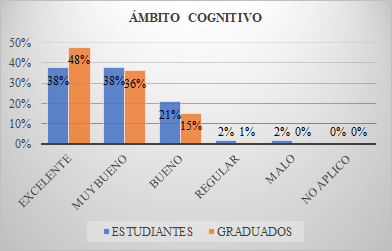 ÁMBITO COGNITIVO
50%
40%
30%
20%
10%
0%
38%
48%
38%
36%
21%
15%
2%
1%
2%
0%
0%
0%
EXCELENTE
MUY BUENO
BUENO
REGULAR
MALO
NO APLICO
ESTUDIANTES GRADUADOS